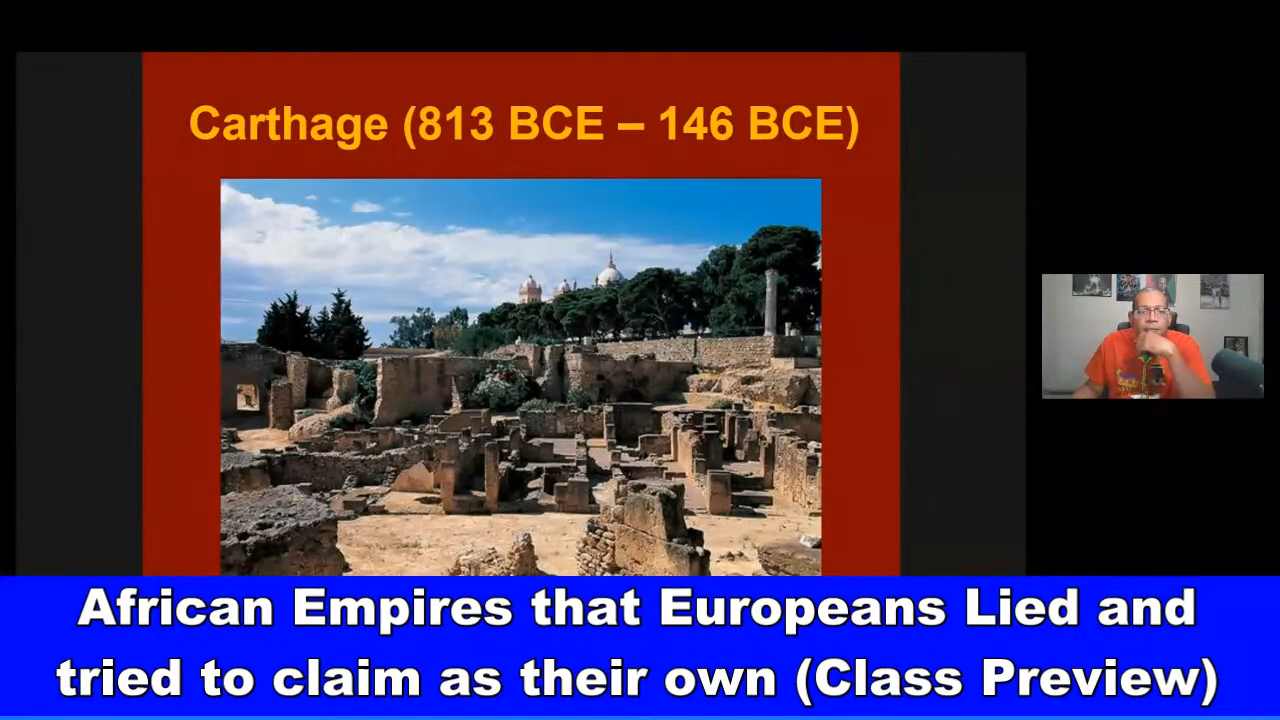 Carthage (813 BCE – 146 BCE)
African Empires that Europeans Lied and
tried to claim as their own (Class Preview)